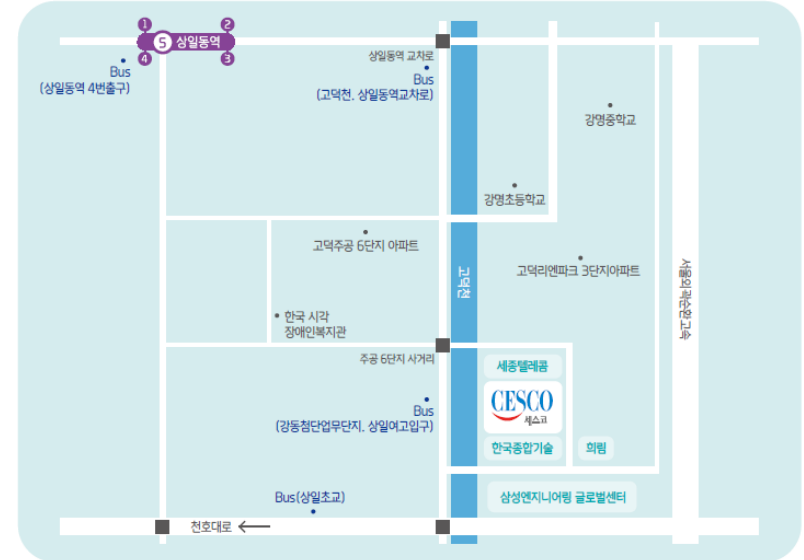 1
2
5 상일동역
4
3
Bus
(상일동역 4번출구)
상일동역 교차로
Bus
(고덕천, 상일동역교차로)
강명중학교
강명초등학교
고덕주공 6단지 아파트
고덕리엔파크 3단지아파트
고덕천
서울외곽순환고속
한국 시각
장애인복지관
주공 6단지 사거리
세종텔레콤
CESCO
세스코
Bus
(강동첨단업무단지, 상일여고입구)
한국종합기술
희림
Bus(상일초교)
삼성엔지니어링 글로벌센터
천호대로 ←